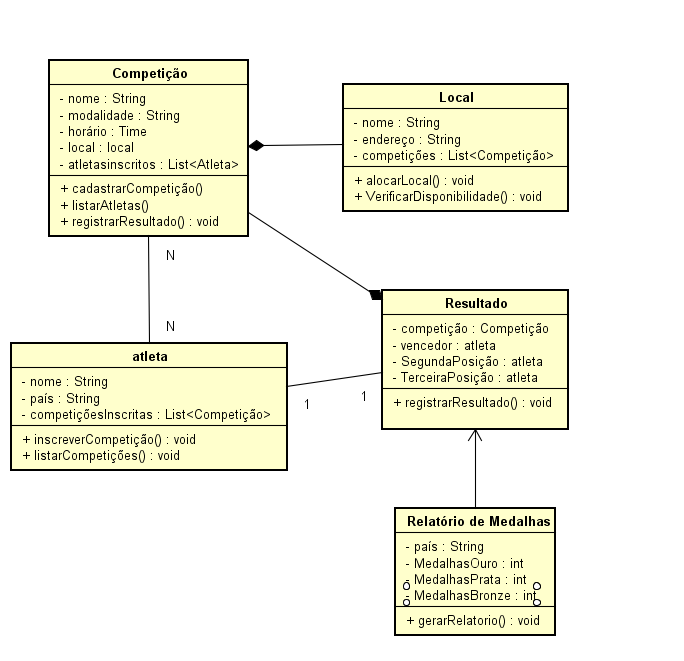 Competição
- nome : String
- modalidade : String
- horário : Time
- local : local
- atletasinscritos : List<Atleta>
+ cadastrarCompetição()
+ listarAtletas()
+ registrarResultado() : void
Local
- nome : String
- endereço : String
- competições : List<Competição>
+ alocarLocal() : void
+ VerificarDisponibilidade() : void
N
N
atleta
- nome : String
- país : String
- competiçõesInscritas : List<Competição>
+ inscreverCompetição() : void
+ listarCompetições() : void
1
1
Resultado
- competição : Competição
- vencedor : atleta
- SegundaPosição : atleta
- TerceiraPosição : atleta
+ registrarResultado() : void
Relatório de Medalhas
- país : String
- MedalhasOuro : int
- MedalhasPrata : int
- MedalhasBronze : int
+ gerarRelatorio() : void